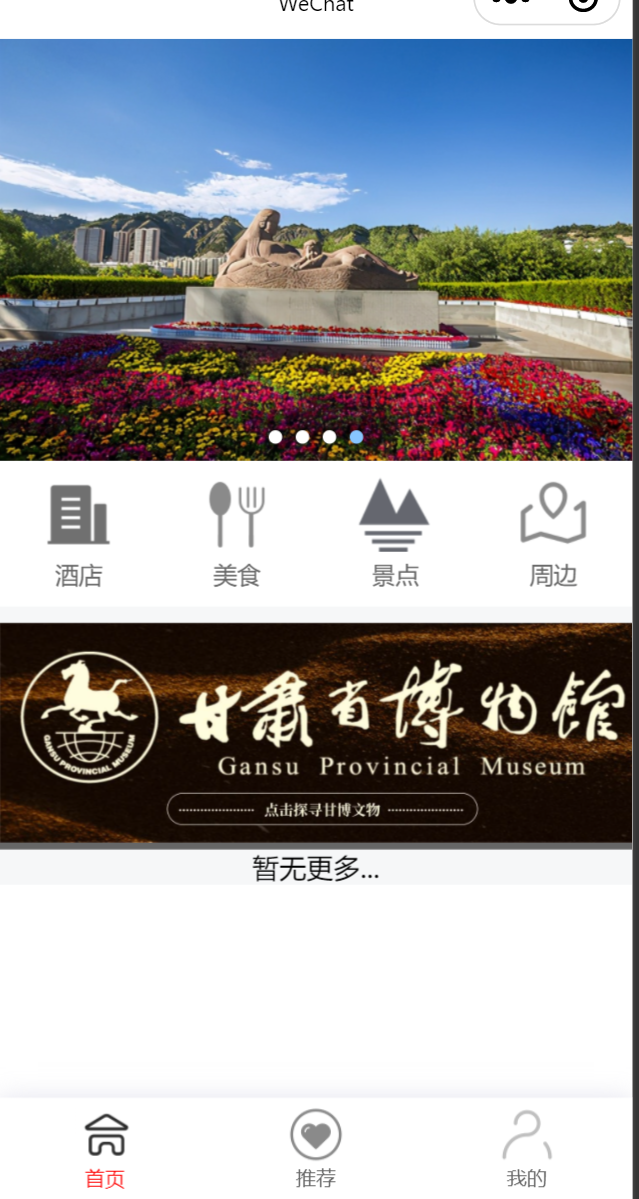 WeChat
酒店 美食 景点 周边
甘肃省博物馆
Gansu Provincial Museum
GANSU PROVINCIAL MUSEUM
点击探寻甘博文物
暂无更多...
首页 推荐 我的